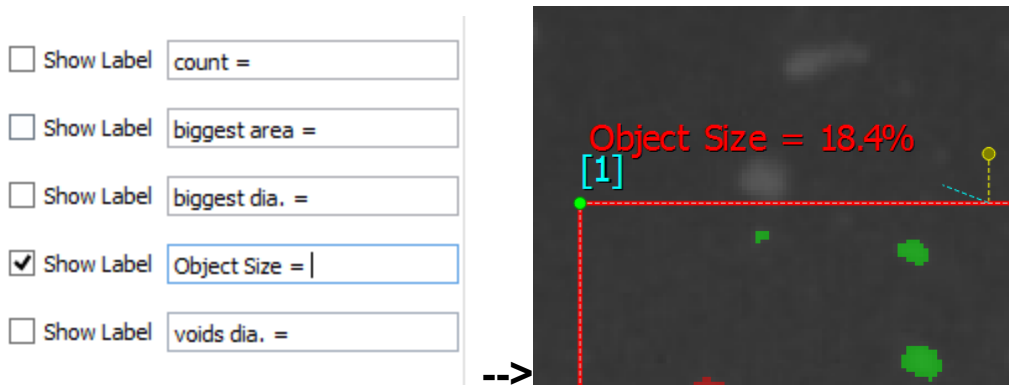 Show Label count =
Show Label biggest area =
Show Label biggest dia. =
Show Label Object Size =
Show Label voids dia. =
-->
Object Size = 18.4%
[1]